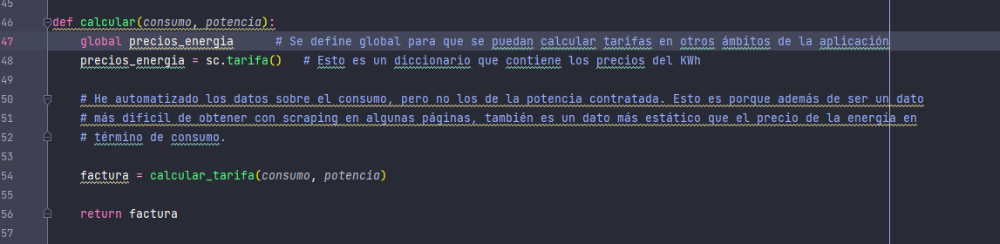 45
46 def calcular(consumo, potencia):
47 global precios_energia # Se define global para que se puedan calcular tarifas en otros ámbitos de la aplicación
48 precios_energia = sc.tarifa() # Esto es un diccionario que contiene los precios del KWh
49
50 # He automatizado los datos sobre el consumo, pero no los de la potencia contratada. Esto es porque además de ser un dato
51 # más dificil de obtener con scraping en algunas páginas, también es un dato más estático que el precio de la energía en
52 # término de consumo.
53
54 factura = calcular_tarifa(consumo, potencia)
55
56 return factura
57